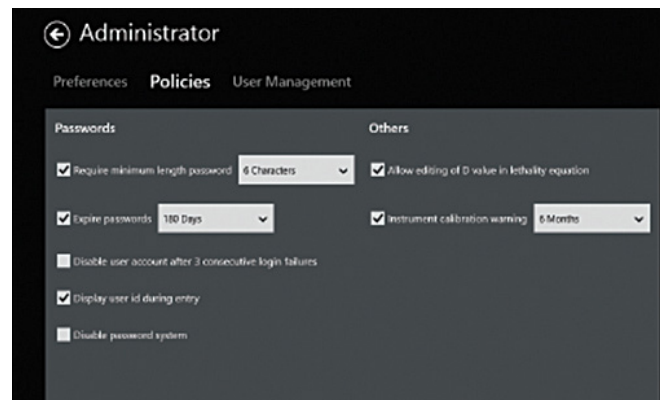 Administrator
Preferences Policies User Management
Passwords
Require minimum length password 6 Characters
Expire passwords 180 Days
Disable user account after 3 consecutive login failures
Display user id during entry
Disable password system
Others
Allow editing of D value in lethality equation
Instrument calibration warning 6 Months